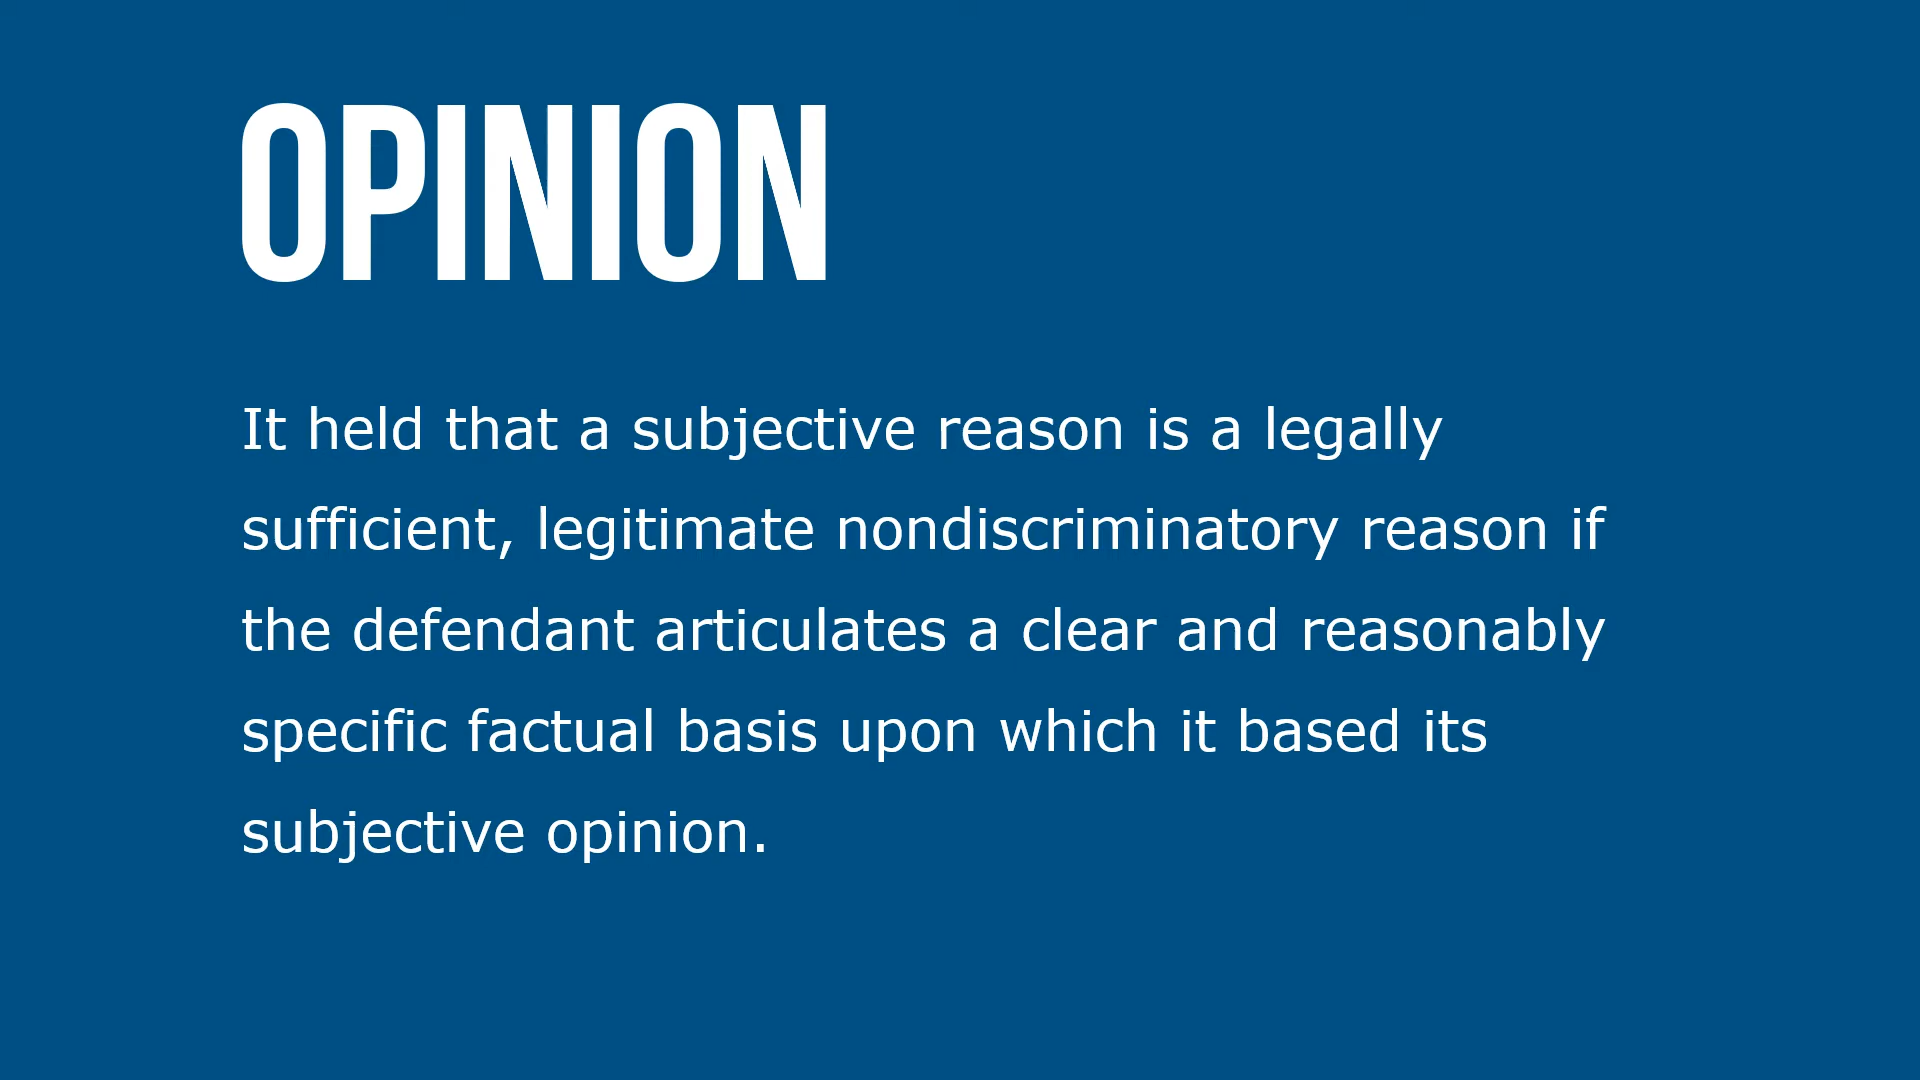 OPINION
It held that a subjective reason is a legally
sufficient, legitimate nondiscriminatory reason if
the defendant articulates a clear and reasonably
specific factual basis upon which it based its
subjective opinion.